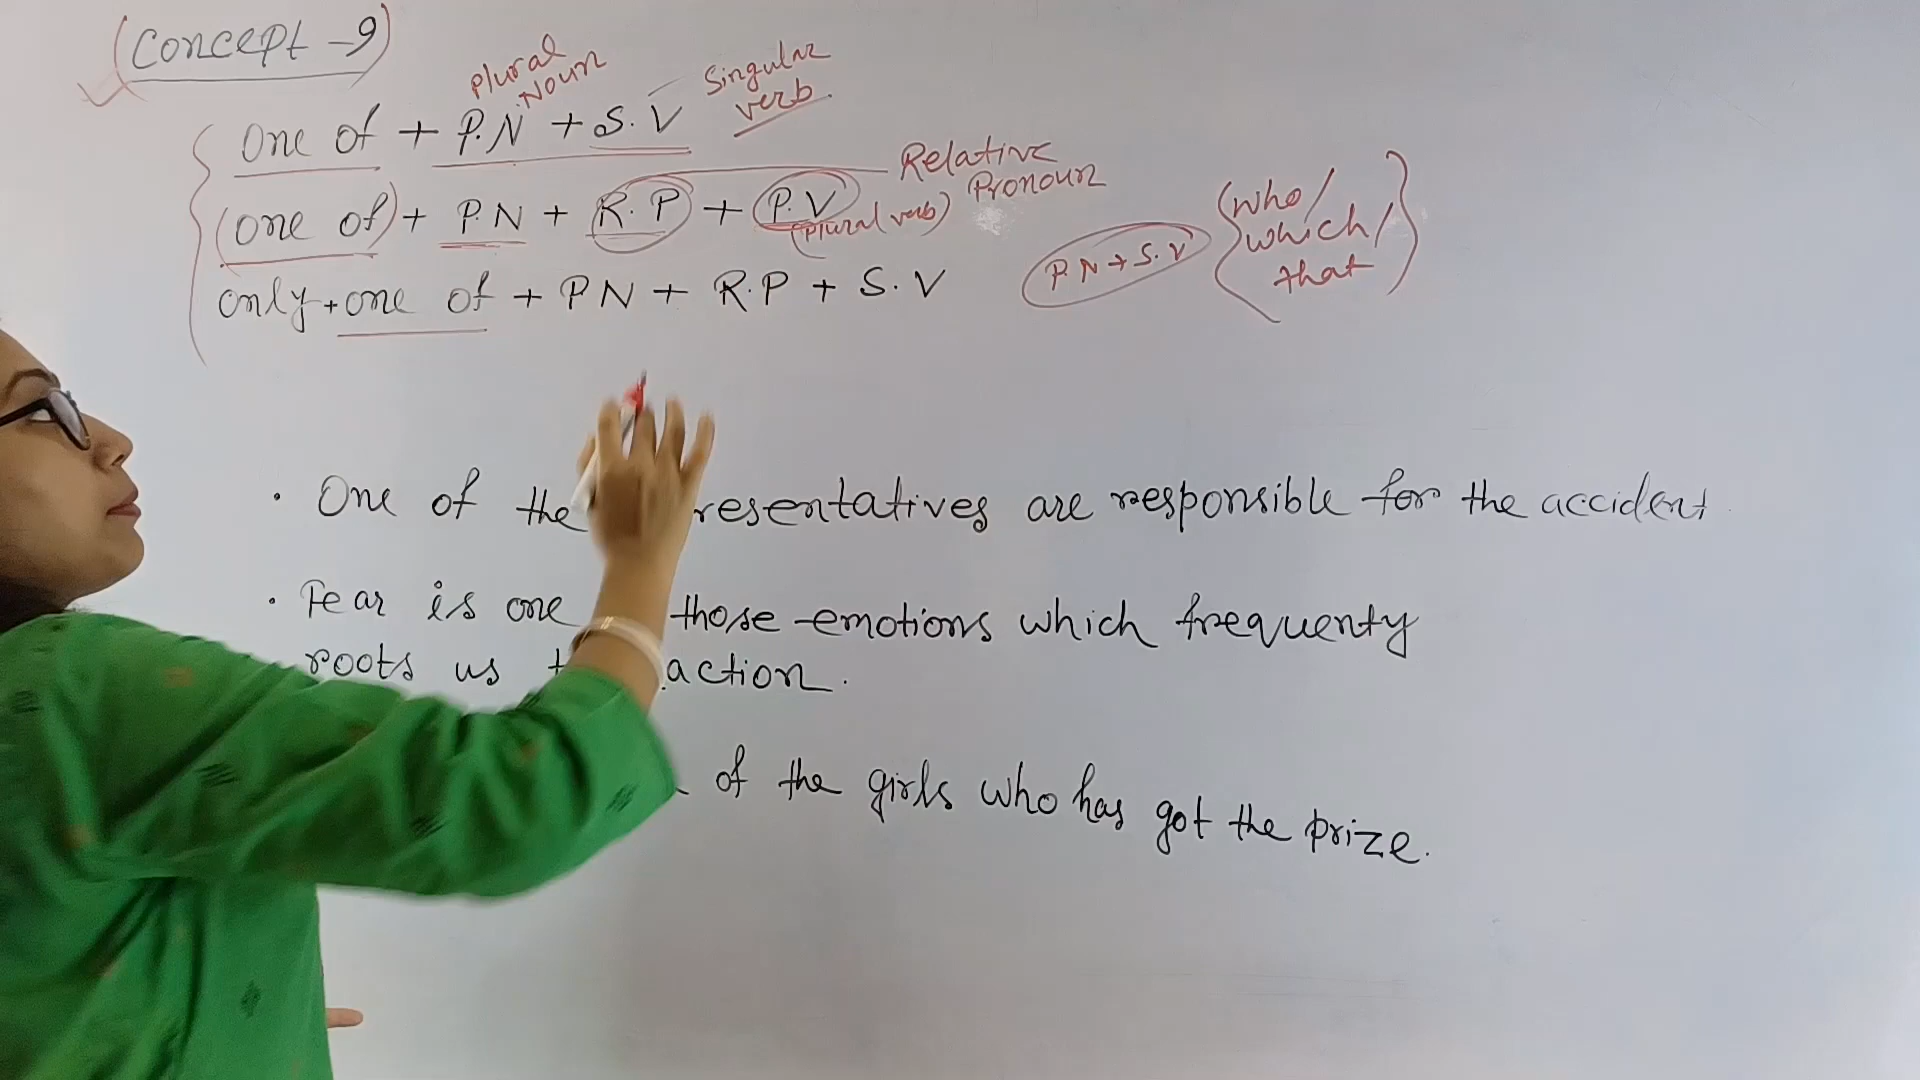 (Concept - 9)
Plural Noun
Singular verb
One of + P.N + S.V
Relative Pronoun
(one of) + P.N + R.P + P.V
(Plural verb)
P.N + S.V
(who/
which/
that)
only + one of + P N + R.P + S.V
. One of the resentatives are responsible for the accident
. Fear is one those emotions which frequenty
roots us action.
of the girls who has got the prize.